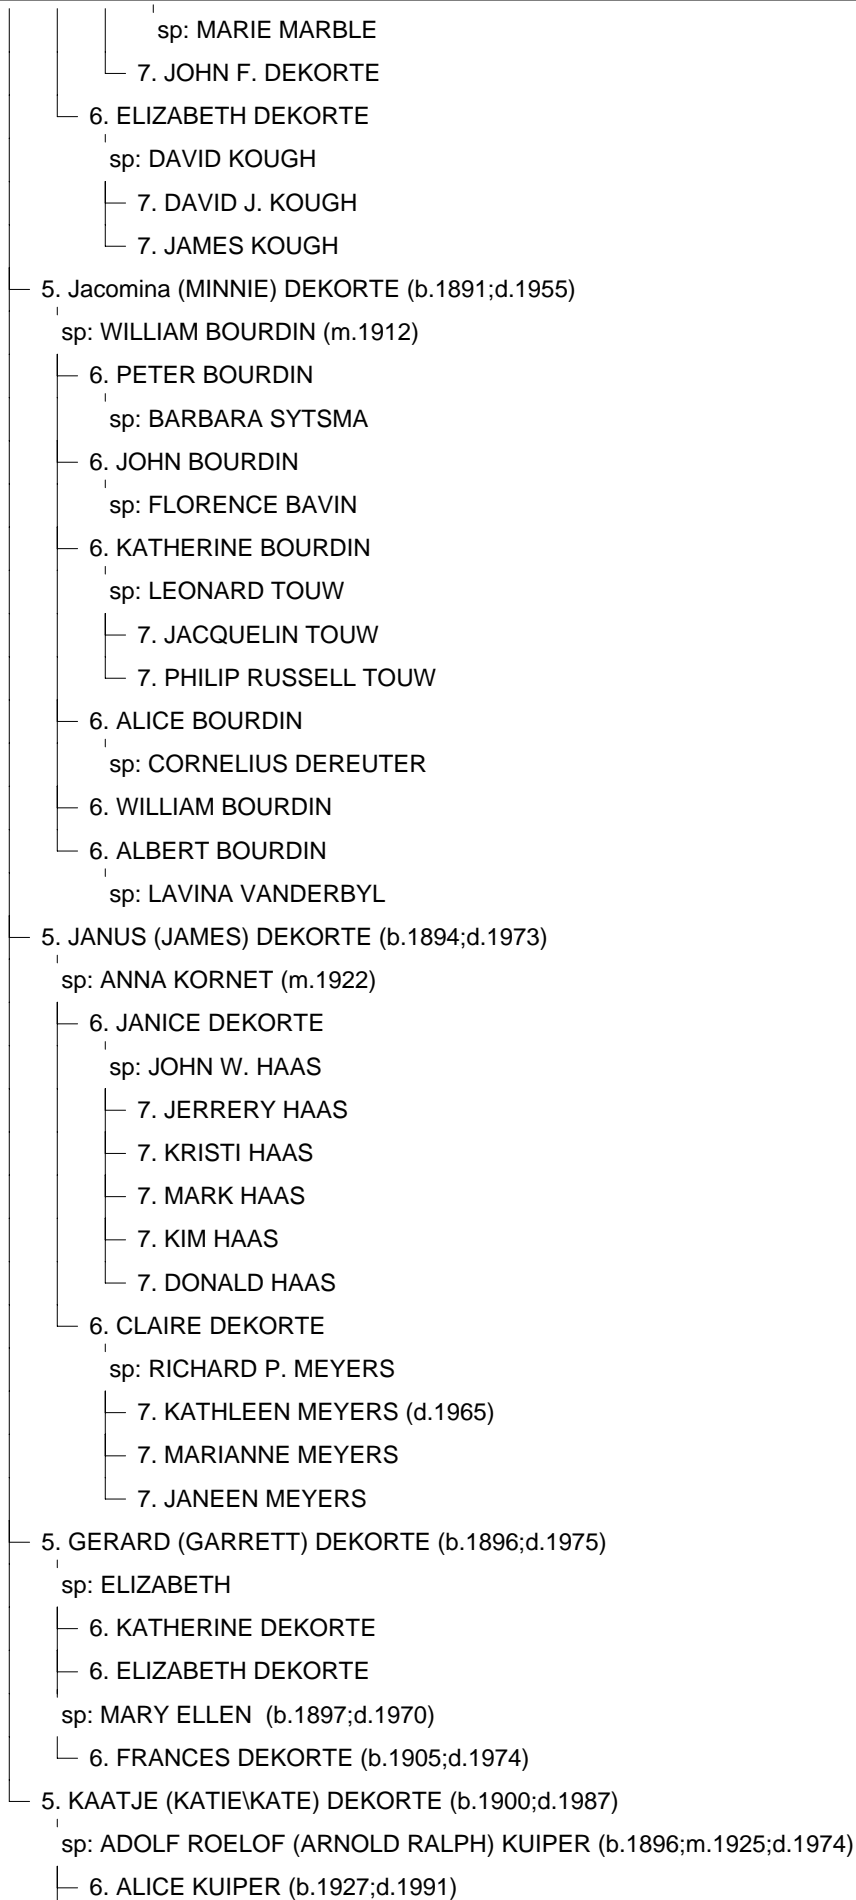 sp: MARIE MARBLE
7. JOHN F. DEKORTE
6. ELIZABETH DEKORTE
sp: DAVID KOUGH
7. DAVID J. KOUGH
7. JAMES KOUGH
5. Jacomina (MINNIE) DEKORTE (b.1891;d.1955)
sp: WILLIAM BOURDIN (m.1912)
6. PETER BOURDIN
sp: BARBARA SYTSMA
6. JOHN BOURDIN
sp: FLORENCE BAVIN
6. KATHERINE BOURDIN
sp: LEONARD TOUW
7. JACQUELIN TOUW
7. PHILIP RUSSELL TOUW
6. ALICE BOURDIN
sp: CORNELIUS DEREUTER
6. WILLIAM BOURDIN
6. ALBERT BOURDIN
sp: LAVINA VANDERBYL
5. JANUS (JAMES) DEKORTE (b.1894;d.1973)
sp: ANNA KORNET (m.1922)
6. JANICE DEKORTE
sp: JOHN W. HAAS
7. JERRERY HAAS
7. KRISTI HAAS
7. MARK HAAS
7. KIM HAAS
7. DONALD HAAS
6. CLAIRE DEKORTE
sp: RICHARD P. MEYERS
7. KATHLEEN MEYERS (d.1965)
7. MARIANNE MEYERS
7. JANEEN MEYERS
5. GERARD (GARRETT) DEKORTE (b.1896;d.1975)
sp: ELIZABETH
6. KATHERINE DEKORTE
6. ELIZABETH DEKORTE
sp: MARY ELLEN  (b.1897;d.1970)
6. FRANCES DEKORTE (b.1905;d.1974)
5. KAATJE (KATIE\KATE) DEKORTE (b.1900;d.1987)
sp: ADOLF ROELOF (ARNOLD RALPH) KUIPER (b.1896;m.1925;d.1974)
6. ALICE KUIPER (b.1927;d.1991)